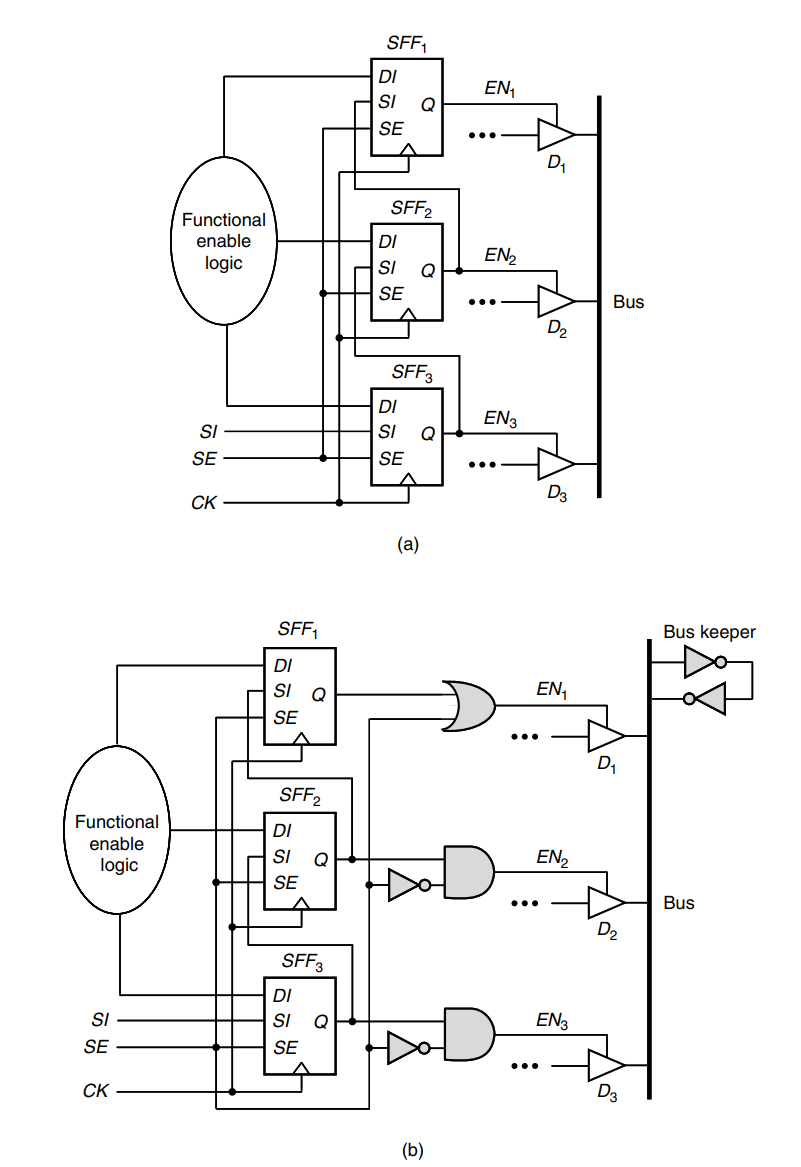 SFF1
DI
SI
Q
SE
EN1
D1
SFF2
Functional
enable
logic
DI
SI
Q
SE
EN2
D2
Bus
SFF3
DI
SI
SI
Q
SE
SE
EN3
D3
CK
(a)
Bus keeper
SFF1
DI
SI
Q
SE
EN1
D1
SFF2
Functional
enable
logic
DI
SI
Q
SE
EN2
D2
Bus
SFF3
DI
SI
SI
Q
SE
SE
EN3
D3
CK
(b)